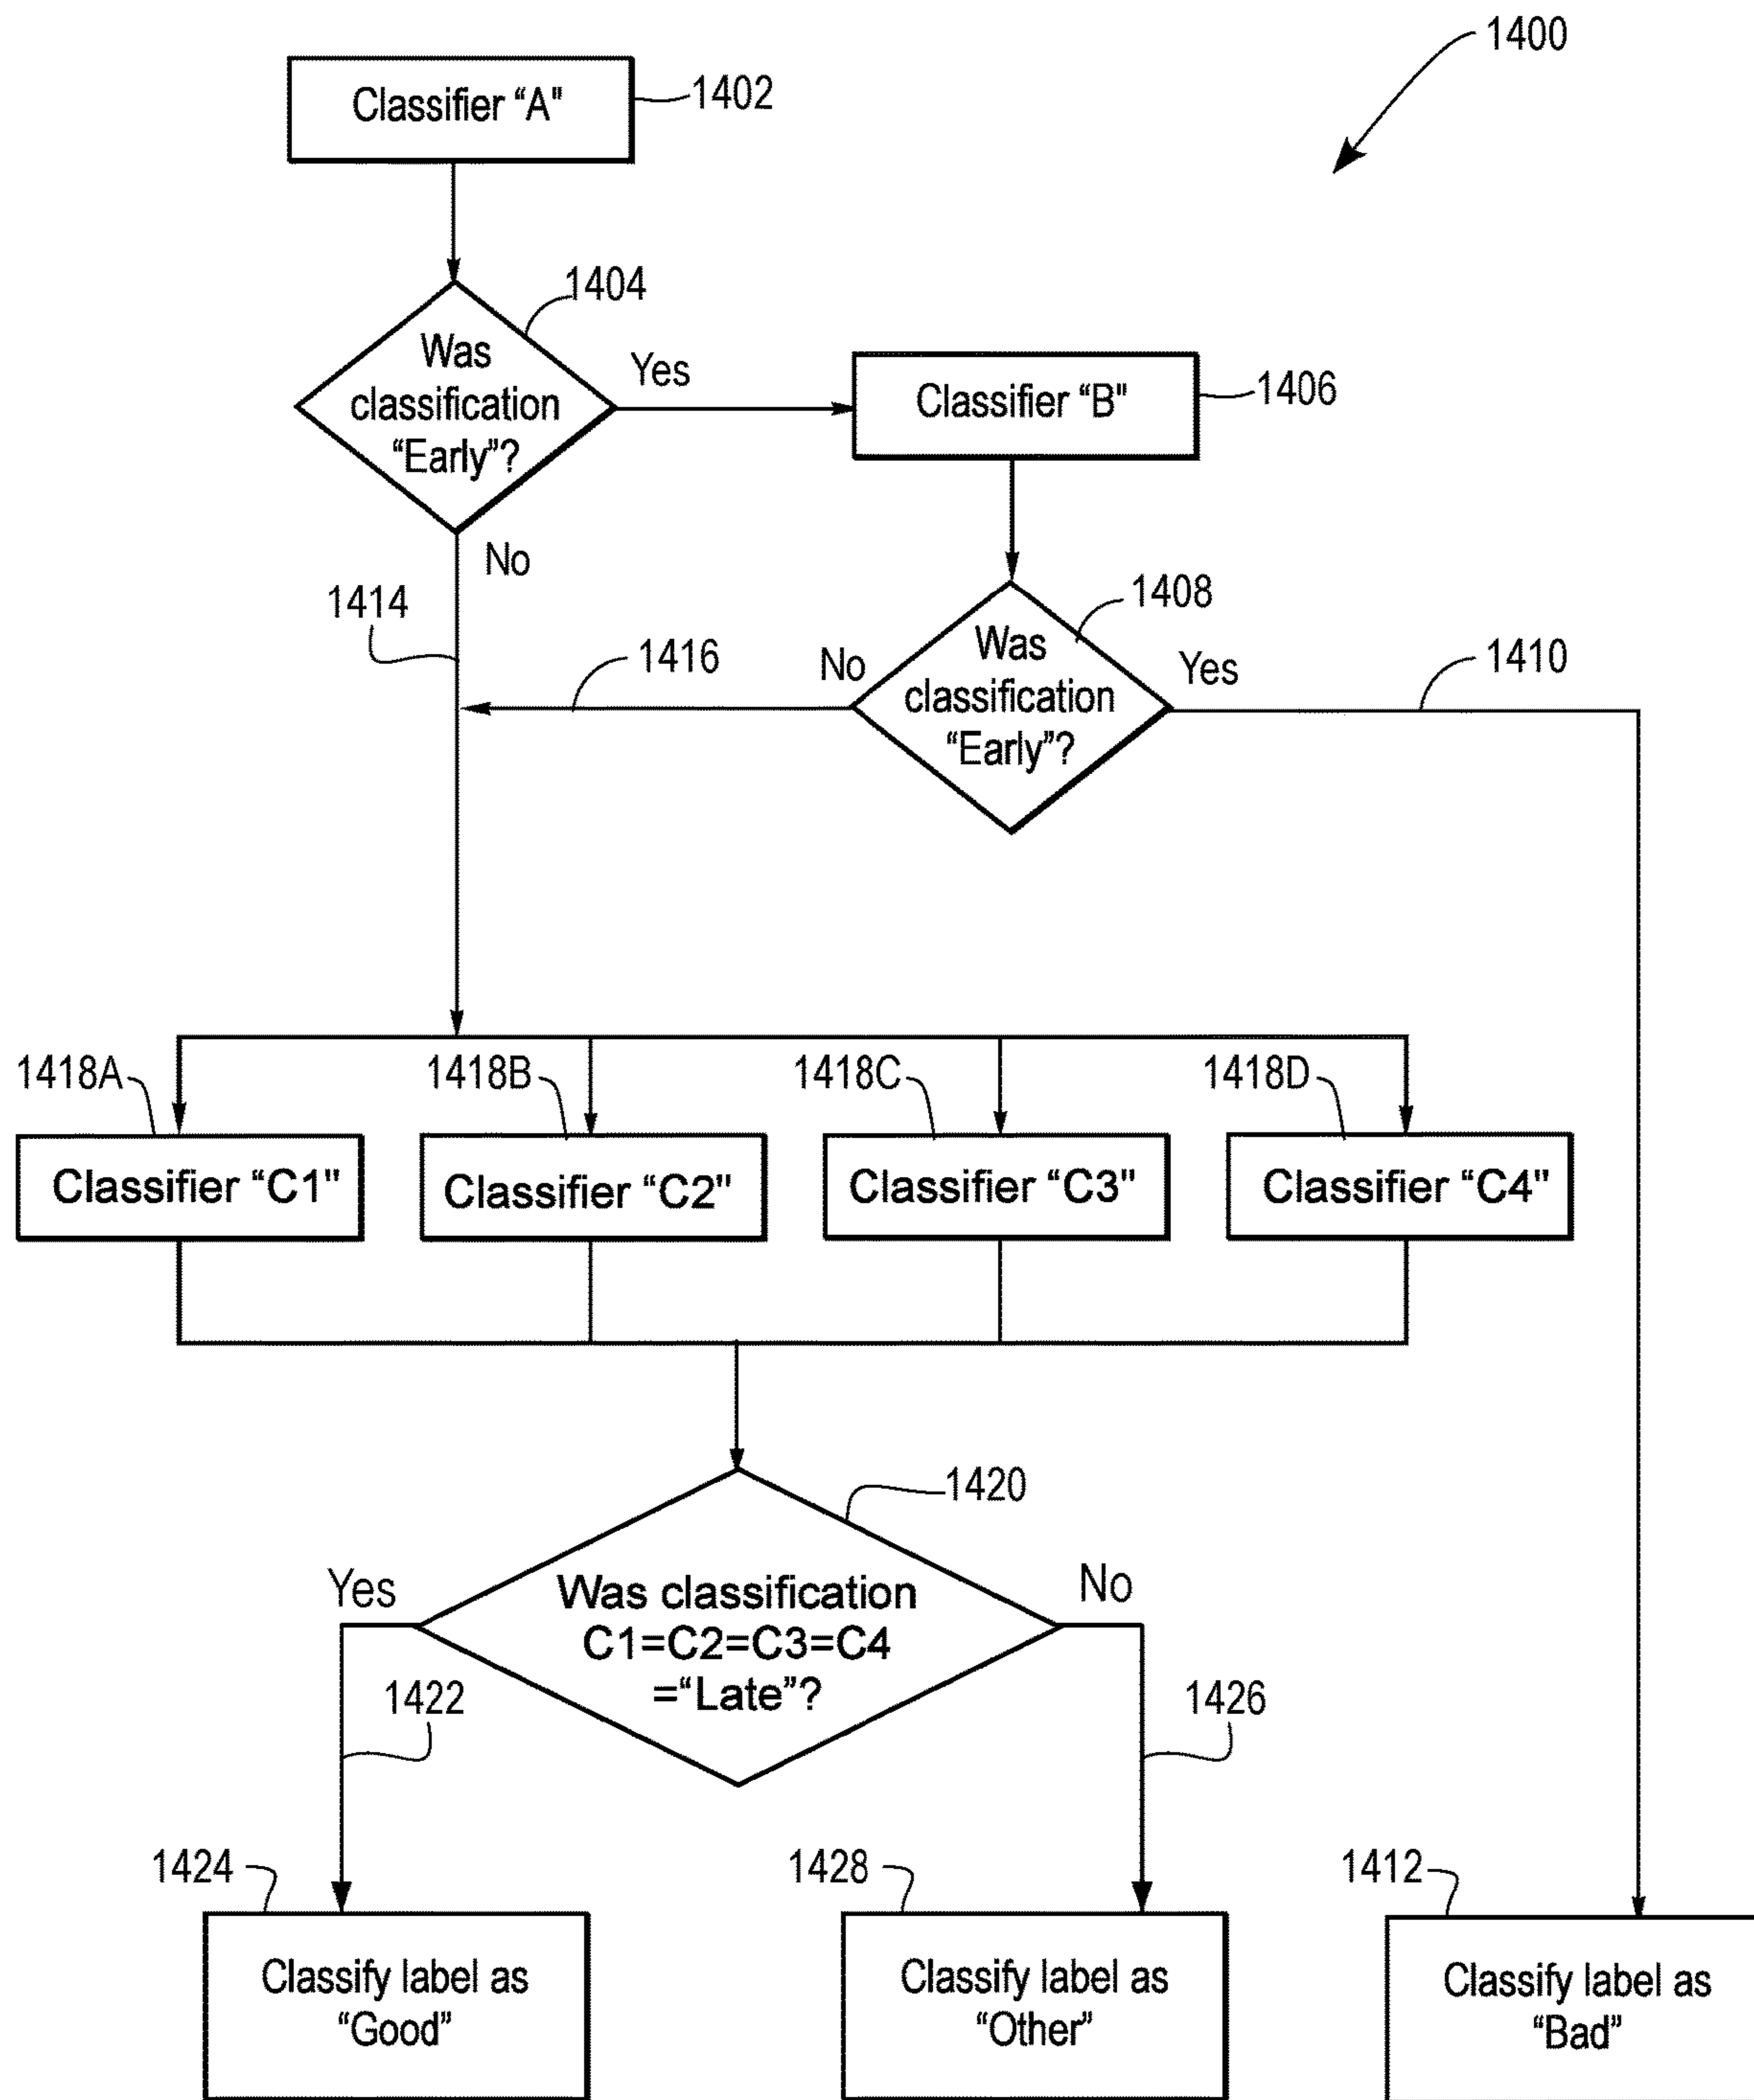 1400
Classifier “A"
1402
1404
Was
classification
“Early”?
Yes
Classifier “B"
1406
No
1414
1408
Was
classification
“Early”?
No
1416
Yes
1410
1418A
1418B
1418C
1418D
Classifier “C1"
Classifier “C2"
Classifier “C3"
Classifier “C4"
1420
Was classification
C1=C2=C3=C4
=“Late”?
Yes
No
1422
1426
1424
1428
1412
Classify label as
“Good”
Classify label as
“Other”
Classify label as
“Bad”